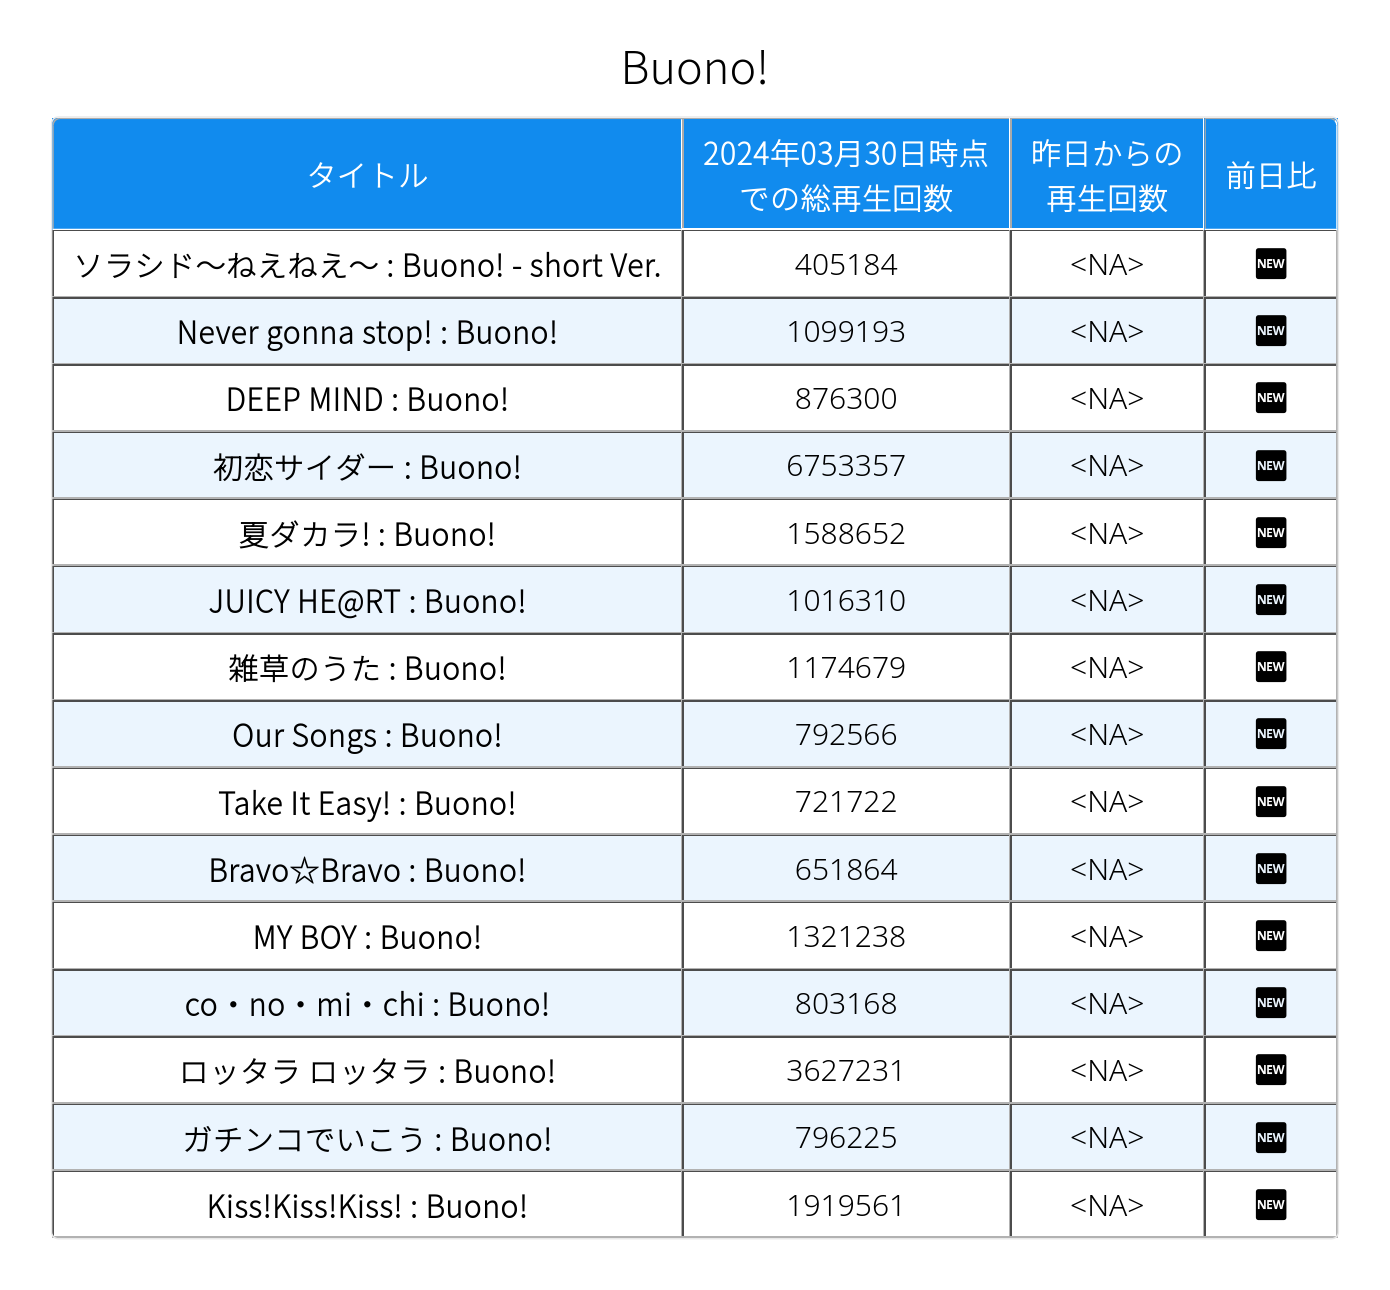 Buono!
タイトル
2024年03月30日時点
での総再生回数
昨日からの
再生回数
前日比
ソラシド〜ねえねえ〜 : Buono! - short Ver. 405184 <NA> NEW
Never gonna stop! : Buono! 1099193 <NA> NEW
DEEP MIND : Buono! 876300 <NA> NEW
初恋サイダー : Buono! 6753357 <NA> NEW
夏ダカラ! : Buono! 1588652 <NA> NEW
JUICY HE@RT : Buono! 1016310 <NA> NEW
雑草のうた : Buono! 1174679 <NA> NEW
Our Songs : Buono! 792566 <NA> NEW
Take It Easy! : Buono! 721722 <NA> NEW
Bravo☆Bravo : Buono! 651864 <NA> NEW
MY BOY : Buono! 1321238 <NA> NEW
co・no・mi・chi : Buono! 803168 <NA> NEW
ロッタラ ロッタラ : Buono! 3627231 <NA> NEW
ガチンコでいこう : Buono! 796225 <NA> NEW
Kiss!Kiss!Kiss! : Buono! 1919561 <NA> NEW